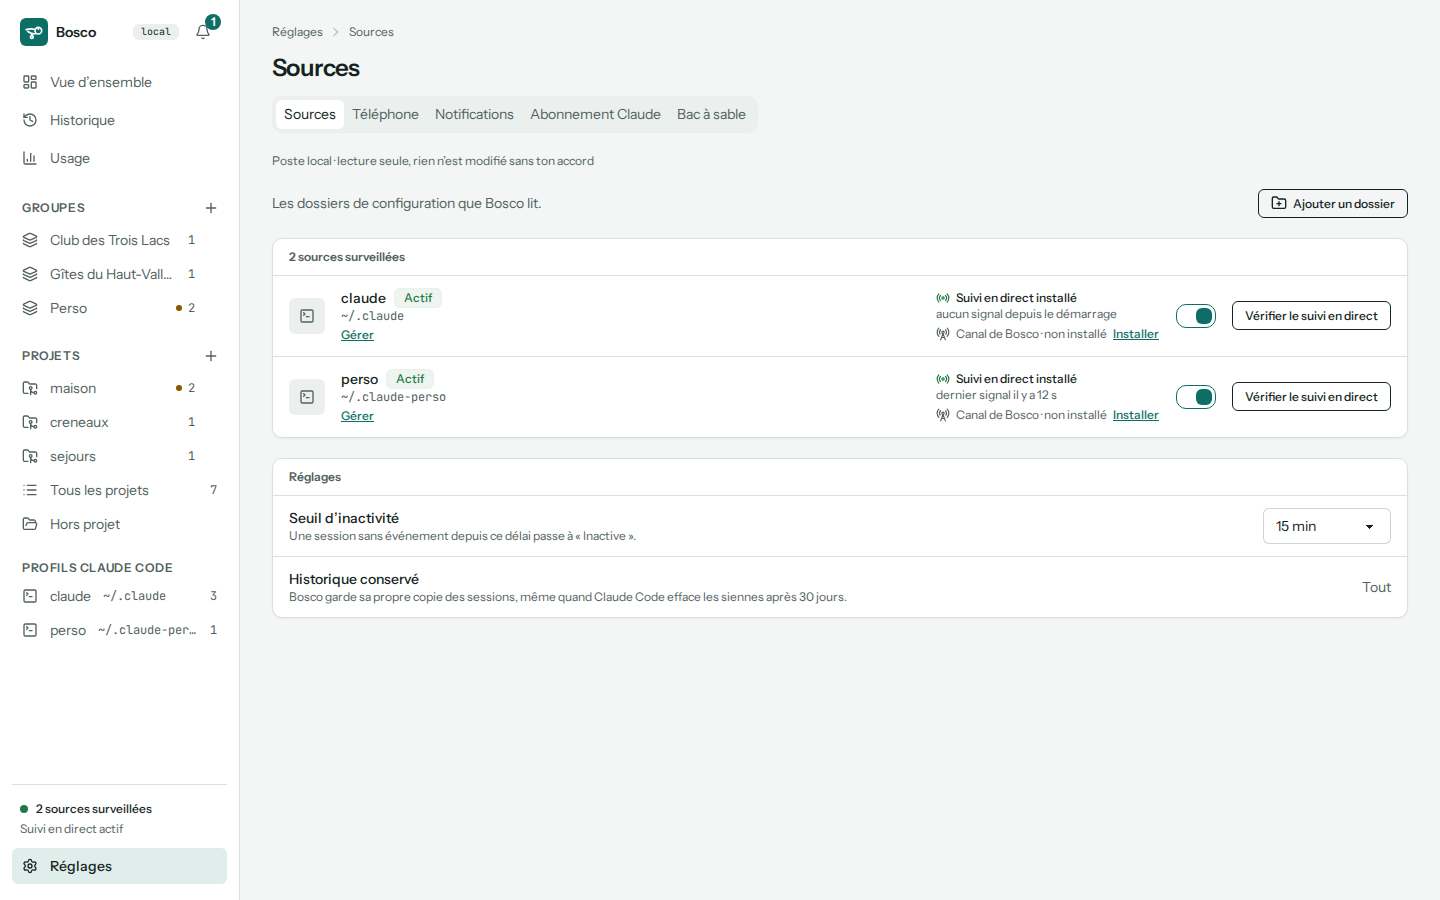 Bosco
local
1
Vue d’ensemble
Historique
Usage
GROUPES
Club des Trois Lacs 1
Gîtes du Haut-Vall… 1
Perso 2
PROJETS
maison 2
creneaux 1
sejours 1
Tous les projets 7
Hors projet
PROFILS CLAUDE CODE
claude ~/.claude 3
perso ~/.claude-per… 1
2 sources surveillées
Suivi en direct actif
Réglages
Réglages > Sources
Sources
Sources Téléphone Notifications Abonnement Claude Bac à sable
Poste local · lecture seule, rien n’est modifié sans ton accord
Les dossiers de configuration que Bosco lit.
Ajouter un dossier
2 sources surveillées
claude Actif
~/.claude
Gérer
Suivi en direct installé
aucun signal depuis le démarrage
Canal de Bosco · non installé Installer
Vérifier le suivi en direct
perso Actif
~/.claude-perso
Gérer
Suivi en direct installé
dernier signal il y a 12 s
Canal de Bosco · non installé Installer
Vérifier le suivi en direct
Réglages
Seuil d’inactivité
Une session sans événement depuis ce délai passe à « Inactive ».
15 min
Historique conservé
Bosco garde sa propre copie des sessions, même quand Claude Code efface les siennes après 30 jours.
Tout